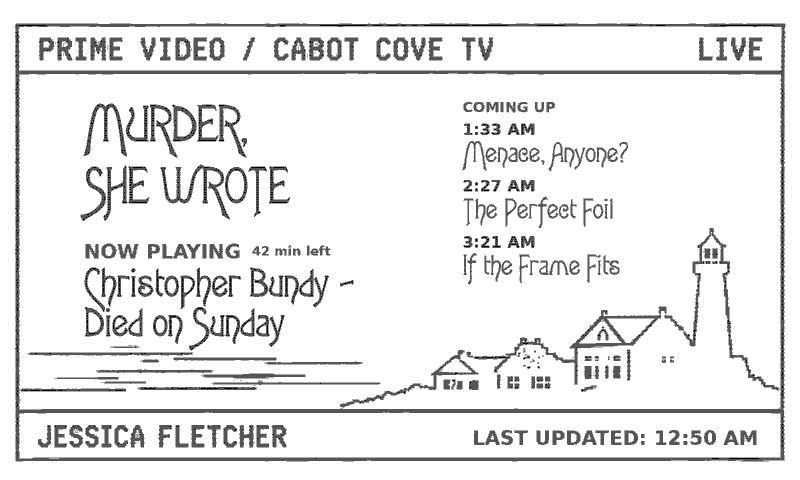 PRIME VIDEO / CABOT COVE TV
LIVE
MURDER,
SHE WROTE
NOW PLAYING 42 min left
Christopher Bundy -
Died on Sunday
COMING UP
1:33 AM
Menace, Anyone?
2:27 AM
The Perfect Foil
3:21 AM
If the Frame Fits
JESSICA FLETCHER
LAST UPDATED: 12:50 AM